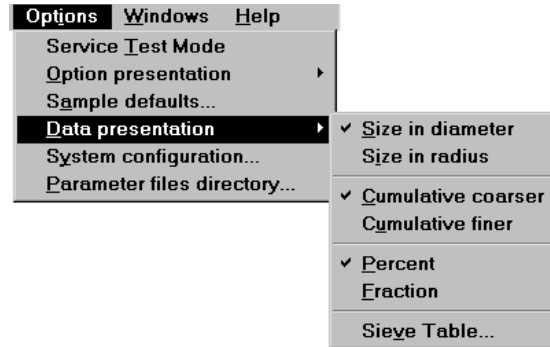 Options Windows Help
Service Test Mode
Option presentation
Sample defaults...
Data presentation
System configuration...
Parameter files directory...
Size in diameter
Size in radius
Cumulative coarser
Cumulative finer
Percent
Fraction
Sieve Table...